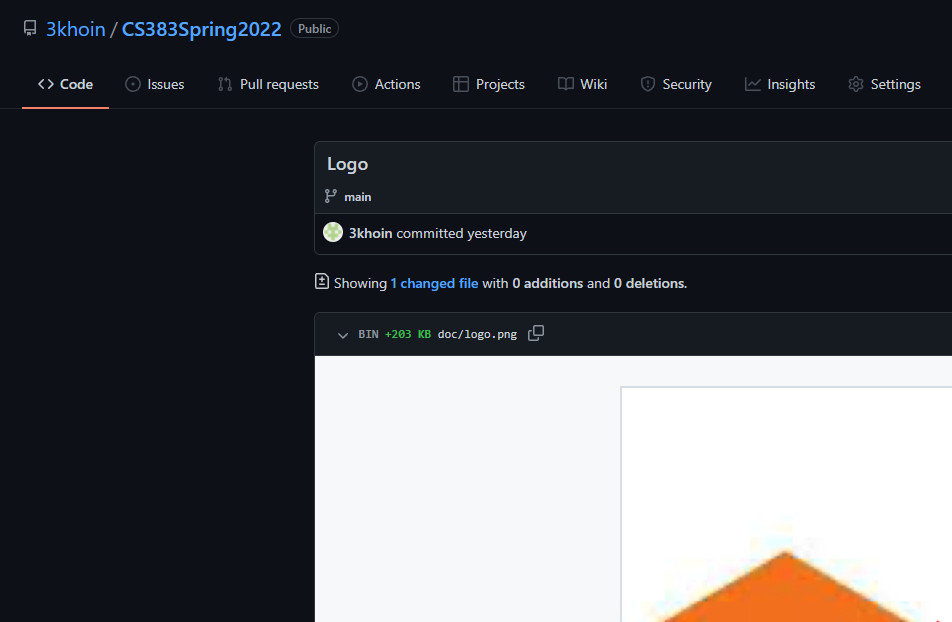 3khoin / CS383Spring2022 Public
Code Issues Pull requests Actions Projects Wiki Security Insights Settings
Logo
main
3khoin committed yesterday
Showing 1 changed file with 0 additions and 0 deletions.
BIN +203 KB doc/logo.png